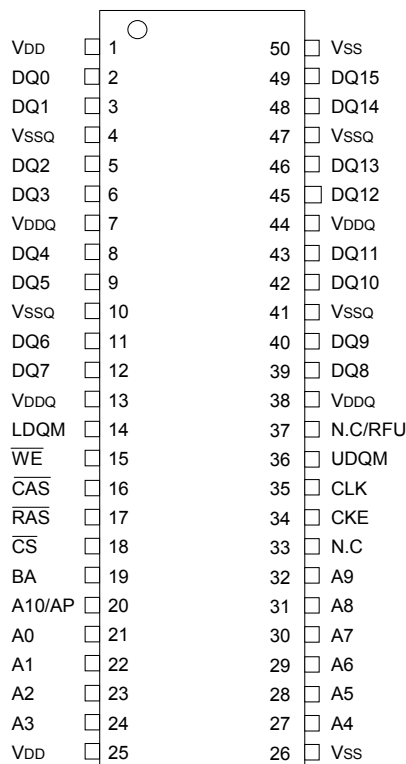 VDD 1 50 VSS
DQ0 2 49 DQ15
DQ1 3 48 DQ14
VSSQ 4 47 VSSQ
DQ2 5 46 DQ13
DQ3 6 45 DQ12
VDDQ 7 44 VDDQ
DQ4 8 43 DQ11
DQ5 9 42 DQ10
VSSQ 10 41 VSSQ
DQ6 11 40 DQ9
DQ7 12 39 DQ8
VDDQ 13 38 VDDQ
LDQM 14 37 N.C/RFU
W̅E̅ 15 36 UDQM
C̅A̅S̅ 16 35 CLK
R̅A̅S̅ 17 34 CKE
C̅S̅ 18 33 N.C
BA 19 32 A9
A10/AP 20 31 A8
A0 21 30 A7
A1 22 29 A6
A2 23 28 A5
A3 24 27 A4
VDD 25 26 VSS